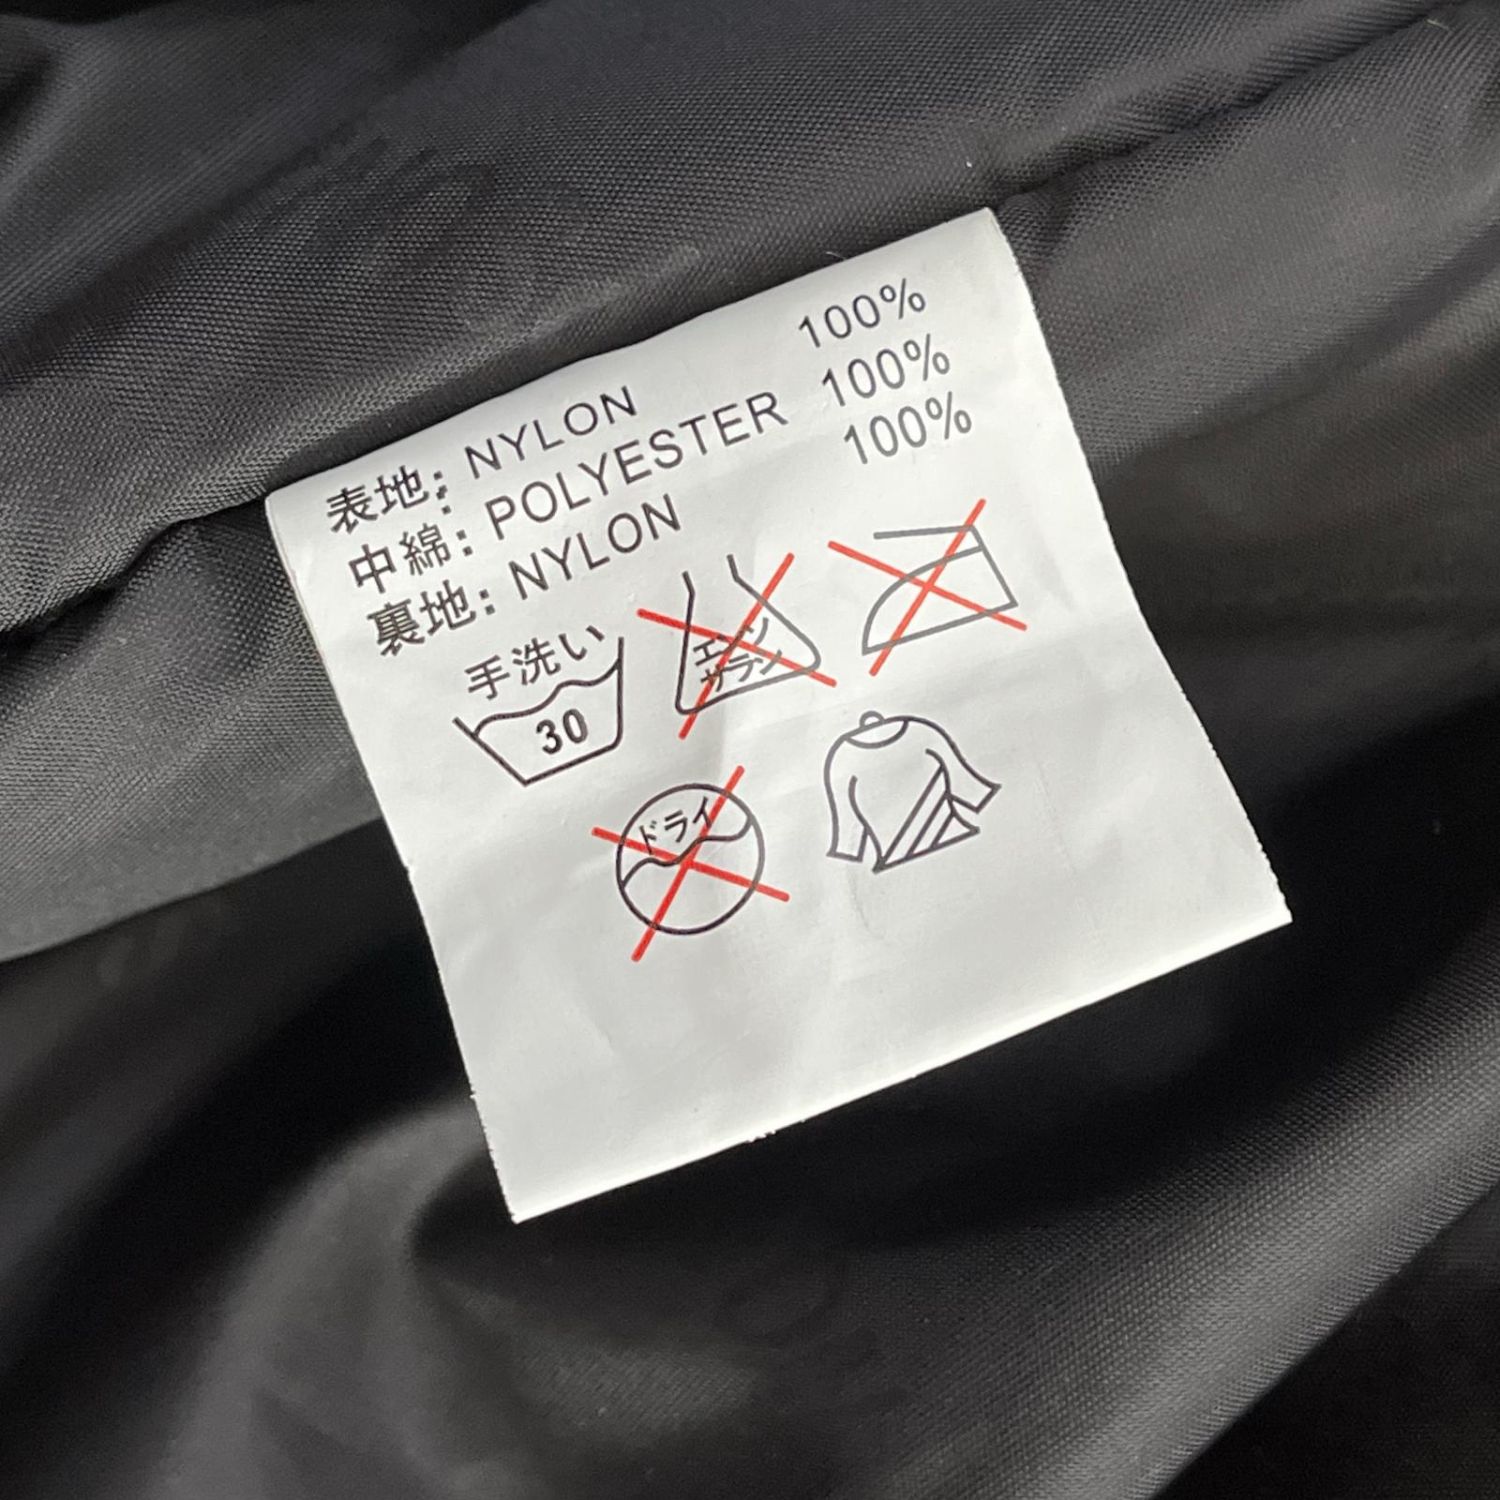 表地: NYLON 100%
中綿: POLYESTER 100%
裏地: NYLON 100%
手洗い
30
エンソ
サラン
ドライ